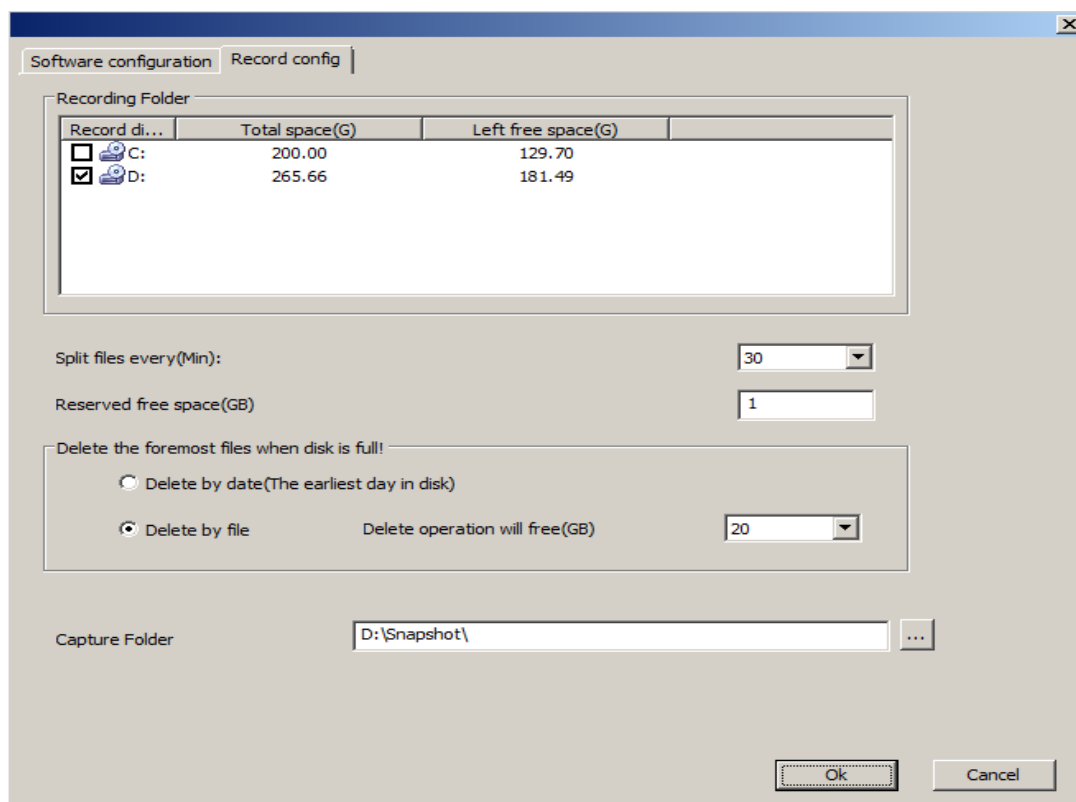 Software configuration Record config
Recording Folder
Record di... Total space(G) Left free space(G)
C: 200.00 129.70
D: 265.66 181.49
Split files every(Min): 30
Reserved free space(GB) 1
Delete the foremost files when disk is full!
Delete by date(The earliest day in disk)
Delete by file Delete operation will free(GB) 20
Capture Folder D:\Snapshot\ ...
Ok Cancel